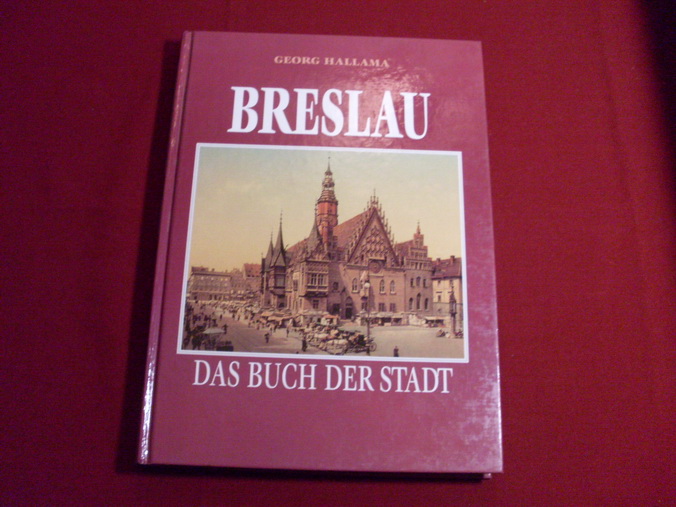 GEORG HALLAMA
BRESLAU
DAS BUCH DER STADT